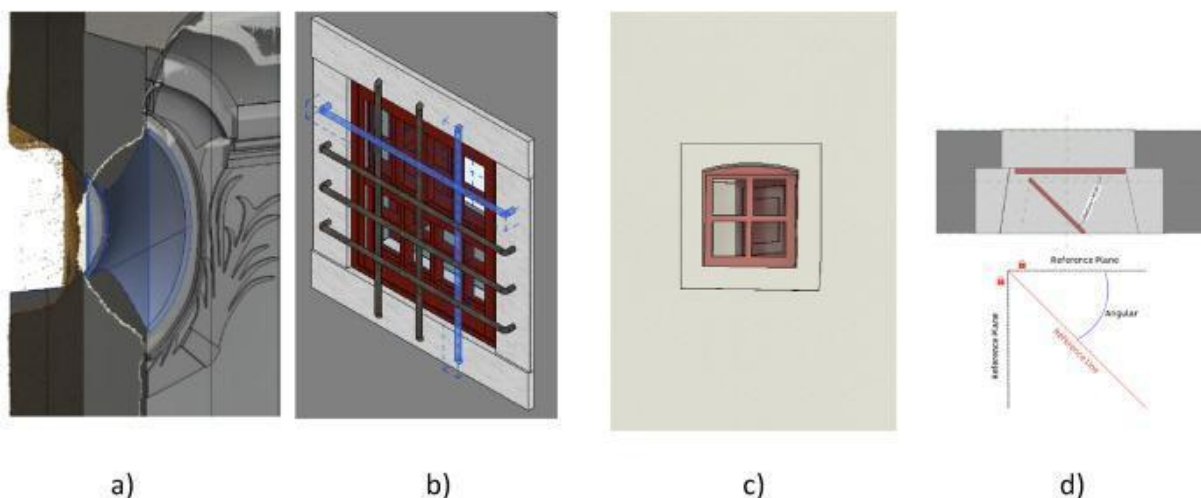 Reference Plane
Angular
Reference Plane
Reference Line
a)
b)
c)
d)